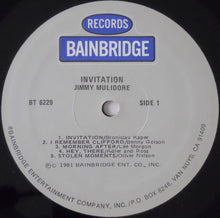 RECORDS
BAINBRIDGE
INVITATION
JIMMY MULIDORE
BT 6229
SIDE 1
1. INVITATION/Bronislau Kaper
2. I REMEMBER CLIFFORD/Benny Golson
3. MORNING AFTER/Lee Morgan
4. HEY, THERE/Adler and Ross
5. STOLEN MOMENTS/Oliver Nelson
© 1981 BAINBRIDGE ENT. CO., INC.
BAINBRIDGE ENTERTAINMENT COMPANY, INC./P.O. BOX 8248, VAN NUYS, CA 91409